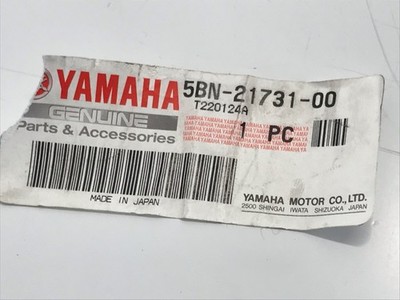 YAMAHA 5BN-21731-00
T220124A
GENUINE
Parts & Accessories
1 PC
MADE IN JAPAN
YAMAHA MOTOR CO., LTD.
2500 SHINGAI IWATA SHIZUOKA JAPAN